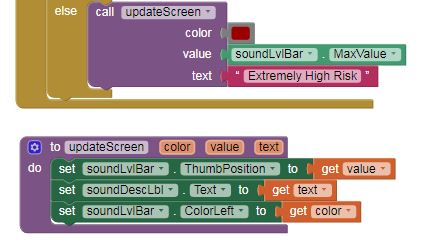 else call updateScreen
color
value soundLvlBar . MaxValue
text “ Extremely High Risk ”
to updateScreen color value text
do set soundLvlBar . ThumbPosition to get value
set soundDescLbl . Text to get text
set soundLvlBar . ColorLeft to get color